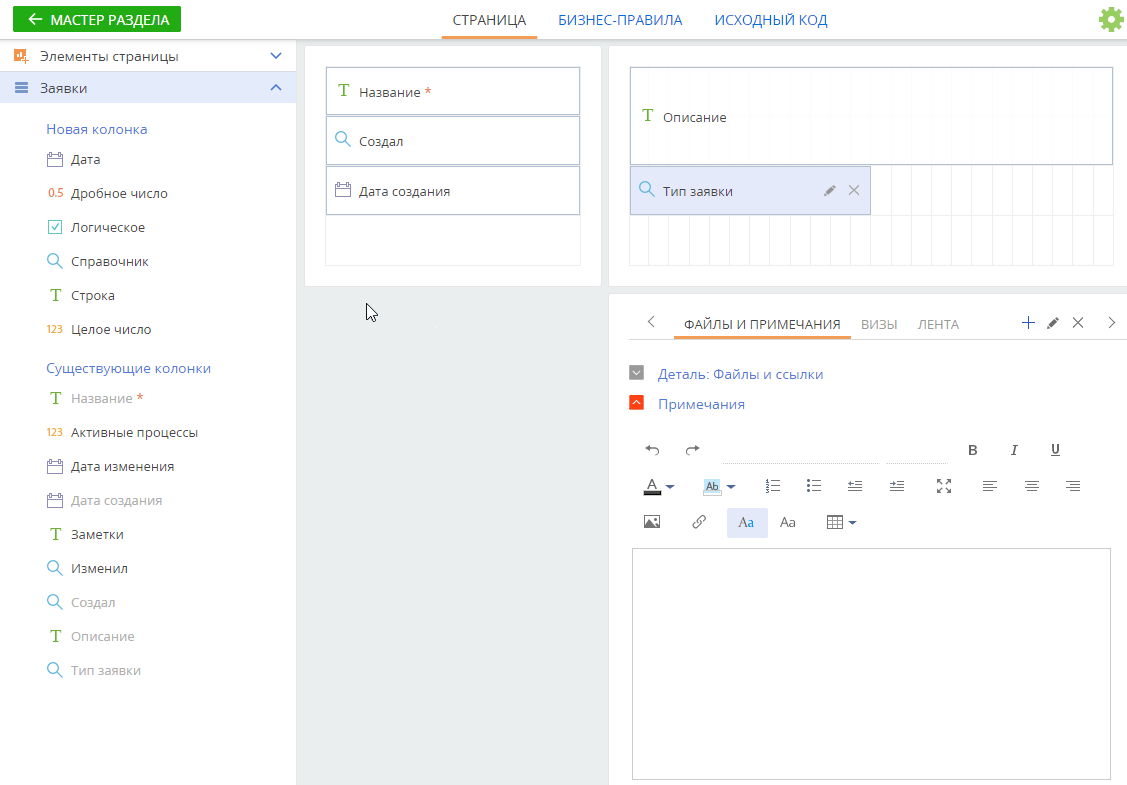 МАСТЕР РАЗДЕЛА
СТРАНИЦА
БИЗНЕС-ПРАВИЛА
ИСХОДНЫЙ КОД
Элементы страницы
Заявки
Новая колонка
Дата
0.5 Дробное число
Логическое
Справочник
T Строка
123 Целое число
Существующие колонки
T Название *
123 Активные процессы
Дата изменения
Дата создания
T Заметки
Изменил
Создал
T Описание
Тип заявки
T Название *
Создал
Дата создания
T Описание
Тип заявки
ФАЙЛЫ И ПРИМЕЧАНИЯ
ВИЗЫ
ЛЕНТА
Деталь: Файлы и ссылки
Примечания
B I U
A Ab
Aa Aa